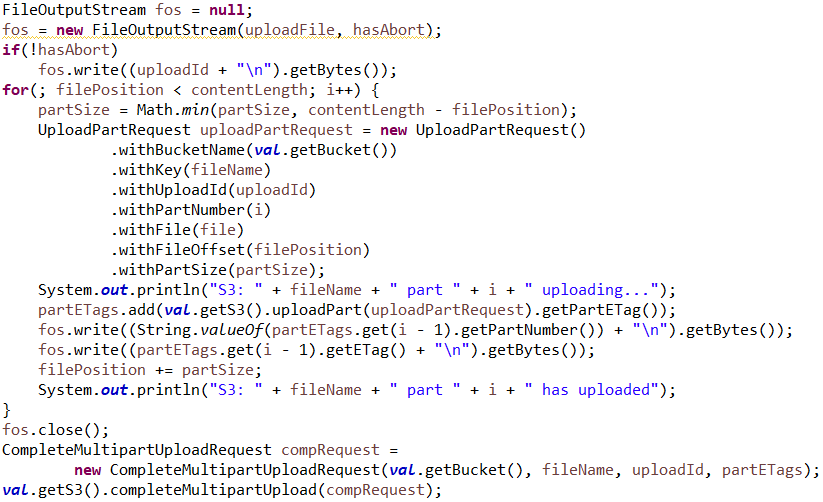 FileOutputStream fos = null;
fos = new FileOutputStream(uploadFile, hasAbort);
if(!hasAbort)
    fos.write((uploadId + "\n").getBytes());
for(; filePosition < contentLength; i++) {
    partSize = Math.min(partSize, contentLength - filePosition);
    UploadPartRequest uploadPartRequest = new UploadPartRequest()
            .withBucketName(val.getBucket())
            .withKey(fileName)
            .withUploadId(uploadId)
            .withPartNumber(i)
            .withFile(file)
            .withFileOffset(filePosition)
            .withPartSize(partSize);
    System.out.println("S3: " + fileName + " part " + i + " uploading...");
    partETags.add(val.getS3().uploadPart(uploadPartRequest).getPartETag());
    fos.write((String.valueOf(partETags.get(i - 1).getPartNumber()) + "\n").getBytes());
    fos.write((partETags.get(i - 1).getETag() + "\n").getBytes());
    filePosition += partSize;
    System.out.println("S3: " + fileName + " part " + i + " has uploaded");
}
fos.close();
CompleteMultipartUploadRequest compRequest =
        new CompleteMultipartUploadRequest(val.getBucket(), fileName, uploadId, partETags);
val.getS3().completeMultipartUpload(compRequest);